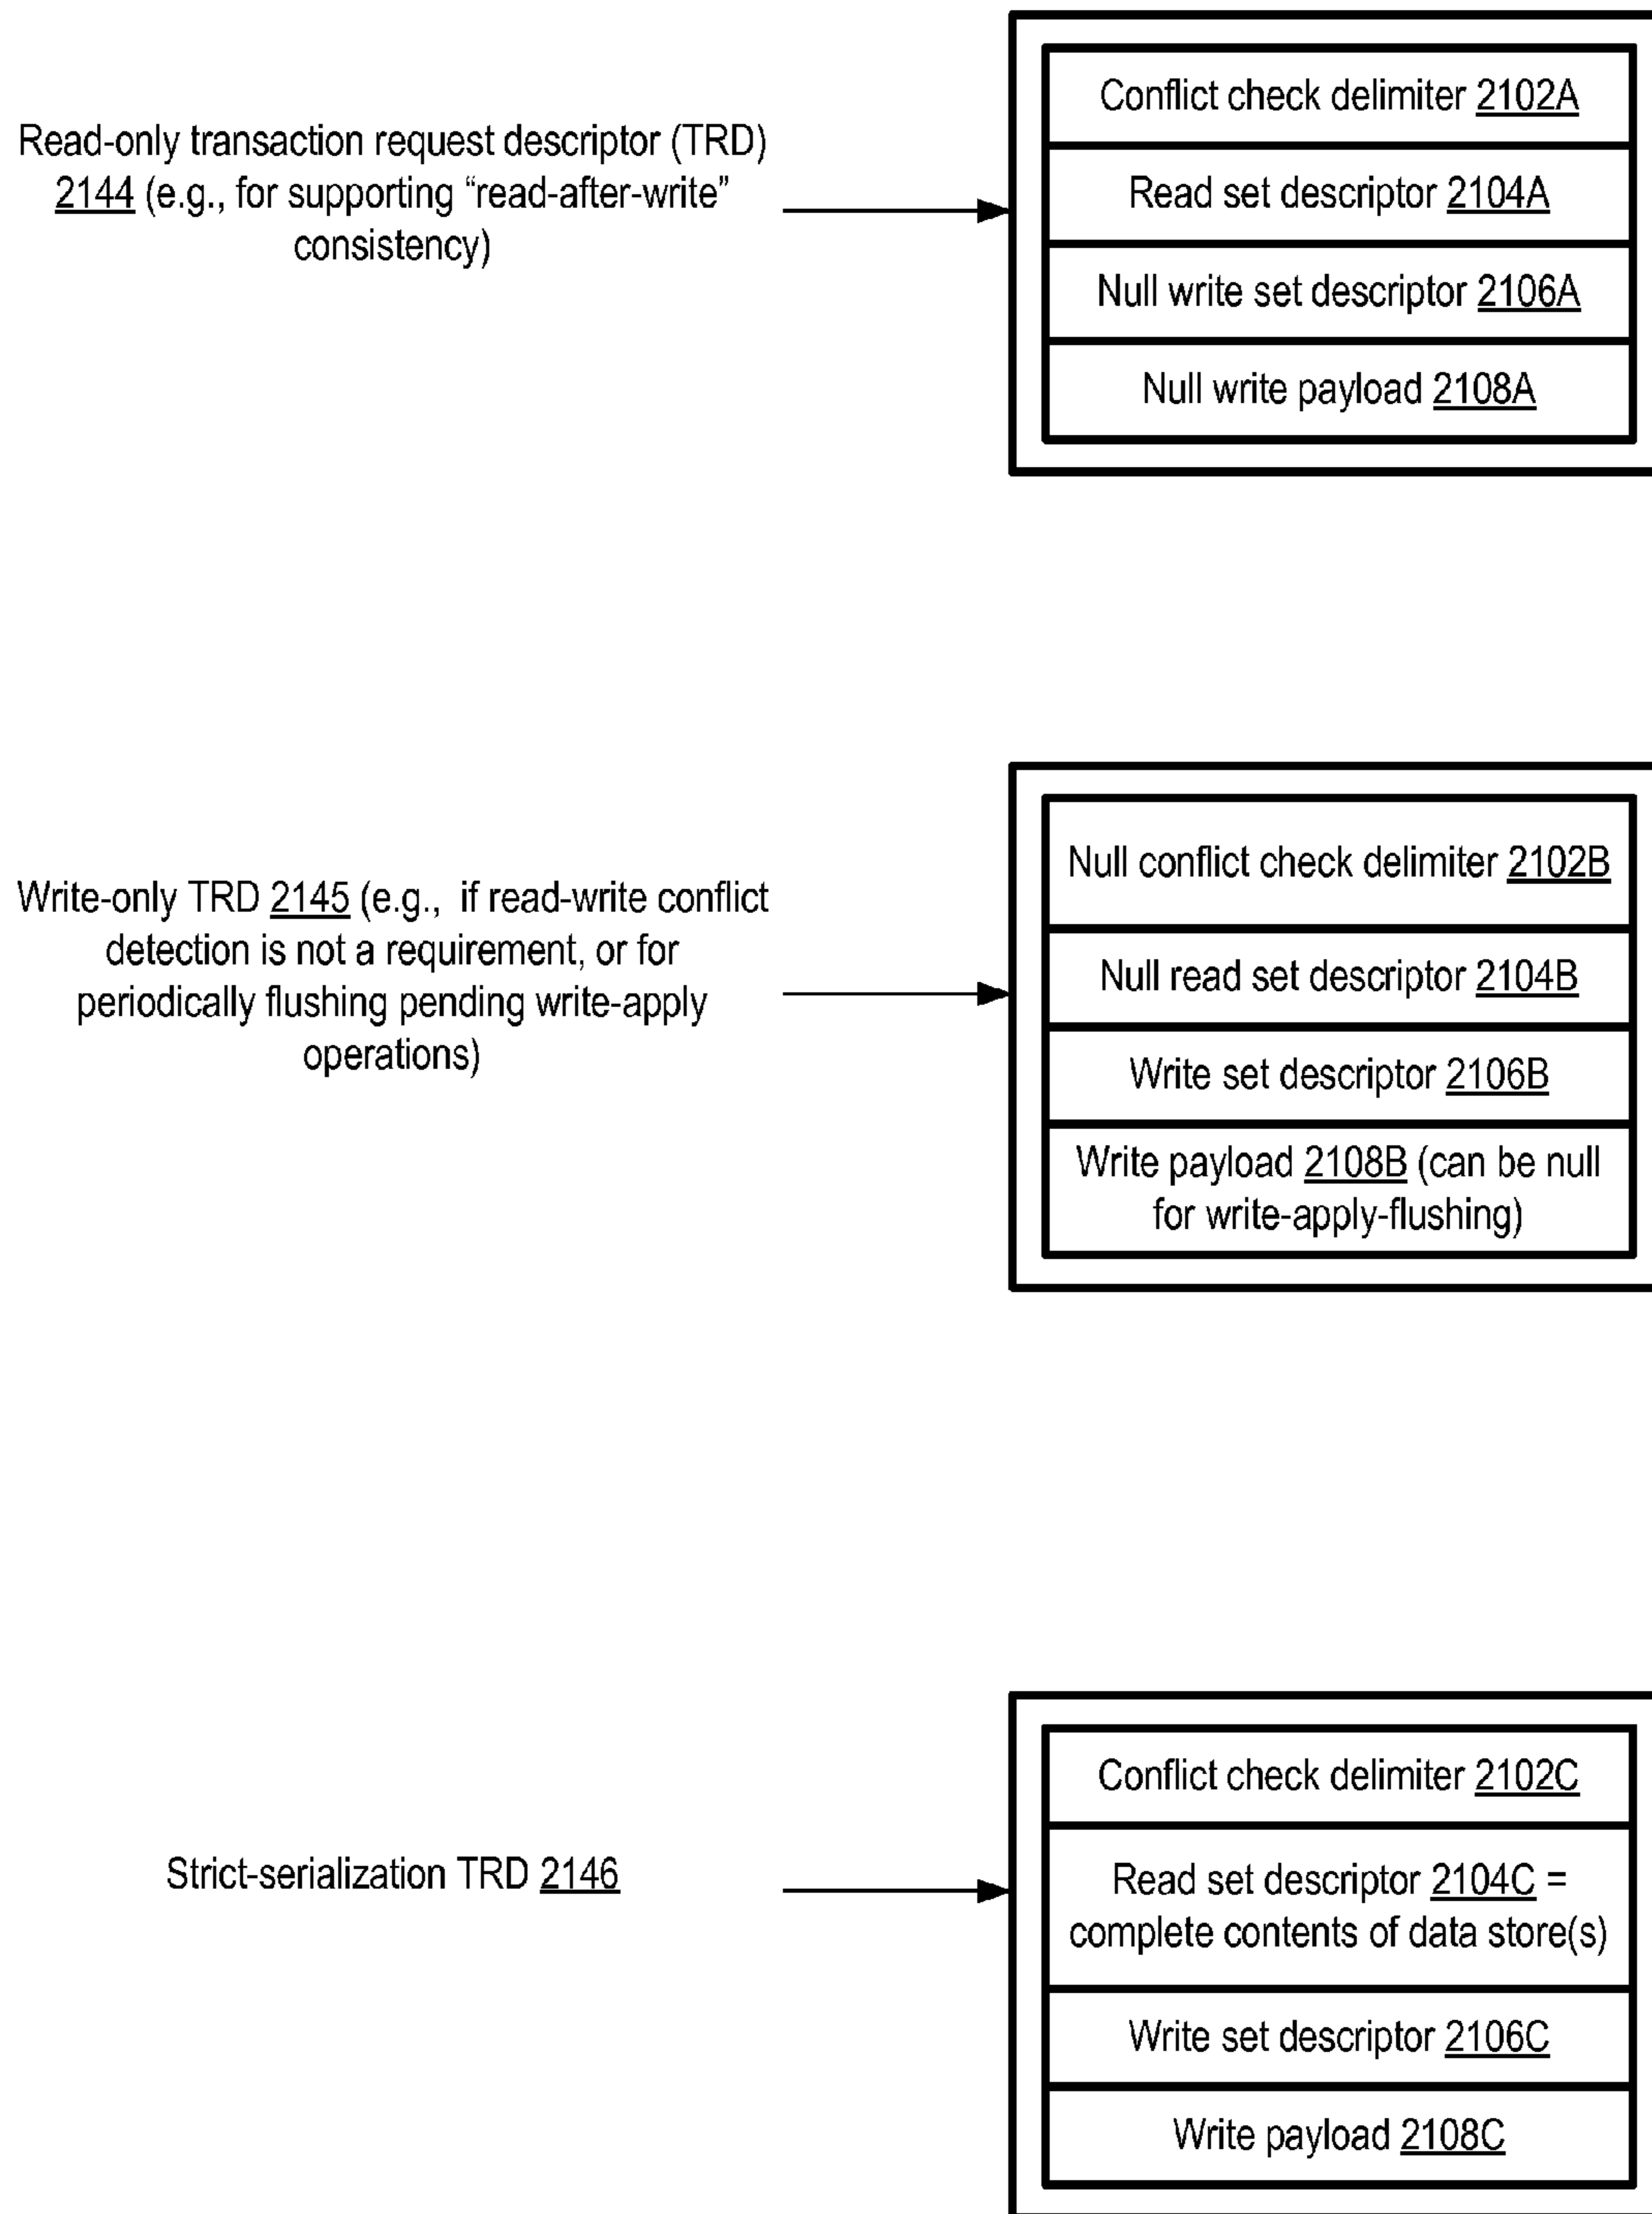 Read-only transaction request descriptor (TRD)
2144 (e.g., for supporting “read-after-write”
consistency)
Conflict check delimiter 2102A
Read set descriptor 2104A
Null write set descriptor 2106A
Null write payload 2108A
Write-only TRD 2145 (e.g., if read-write conflict
detection is not a requirement, or for
periodically flushing pending write-apply
operations)
Null conflict check delimiter 2102B
Null read set descriptor 2104B
Write set descriptor 2106B
Write payload 2108B (can be null
for write-apply-flushing)
Strict-serialization TRD 2146
Conflict check delimiter 2102C
Read set descriptor 2104C =
complete contents of data store(s)
Write set descriptor 2106C
Write payload 2108C